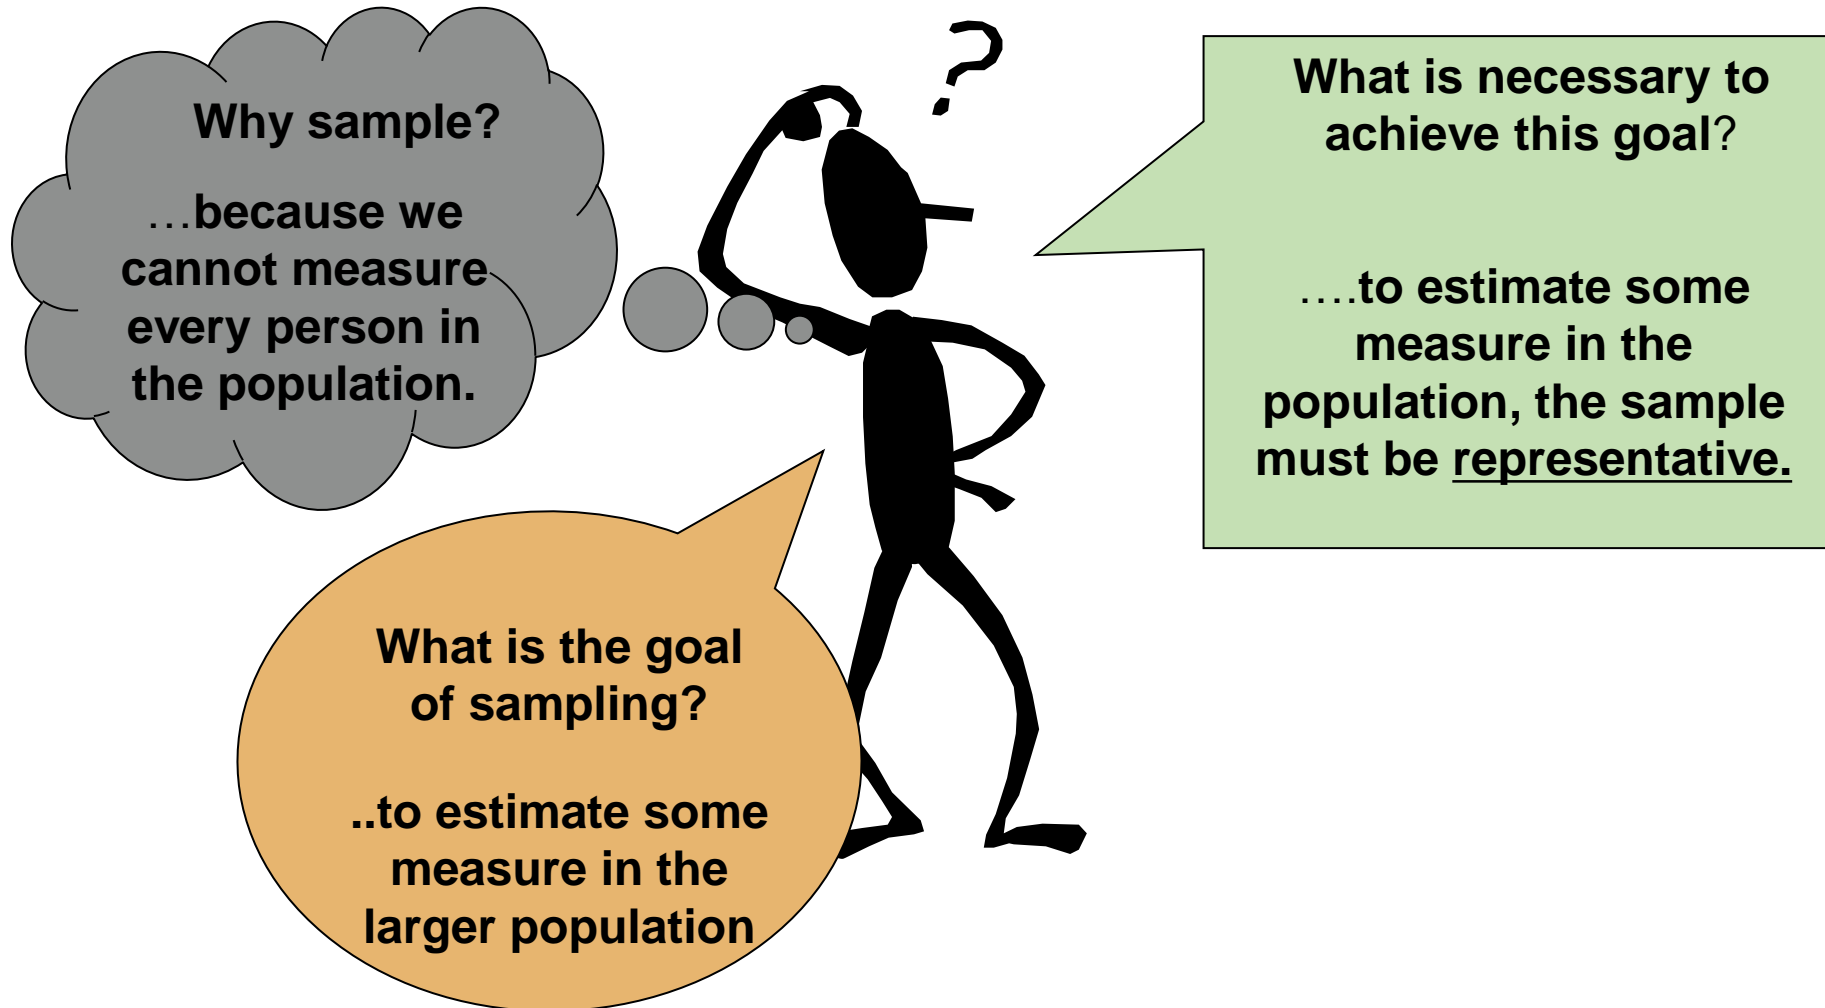 Why sample?
…because we
cannot measure
every person in
the population.
What is the goal
of sampling?
..to estimate some
measure in the
larger population
?
What is necessary to
achieve this goal?
….to estimate some
measure in the
population, the sample
must be representative.